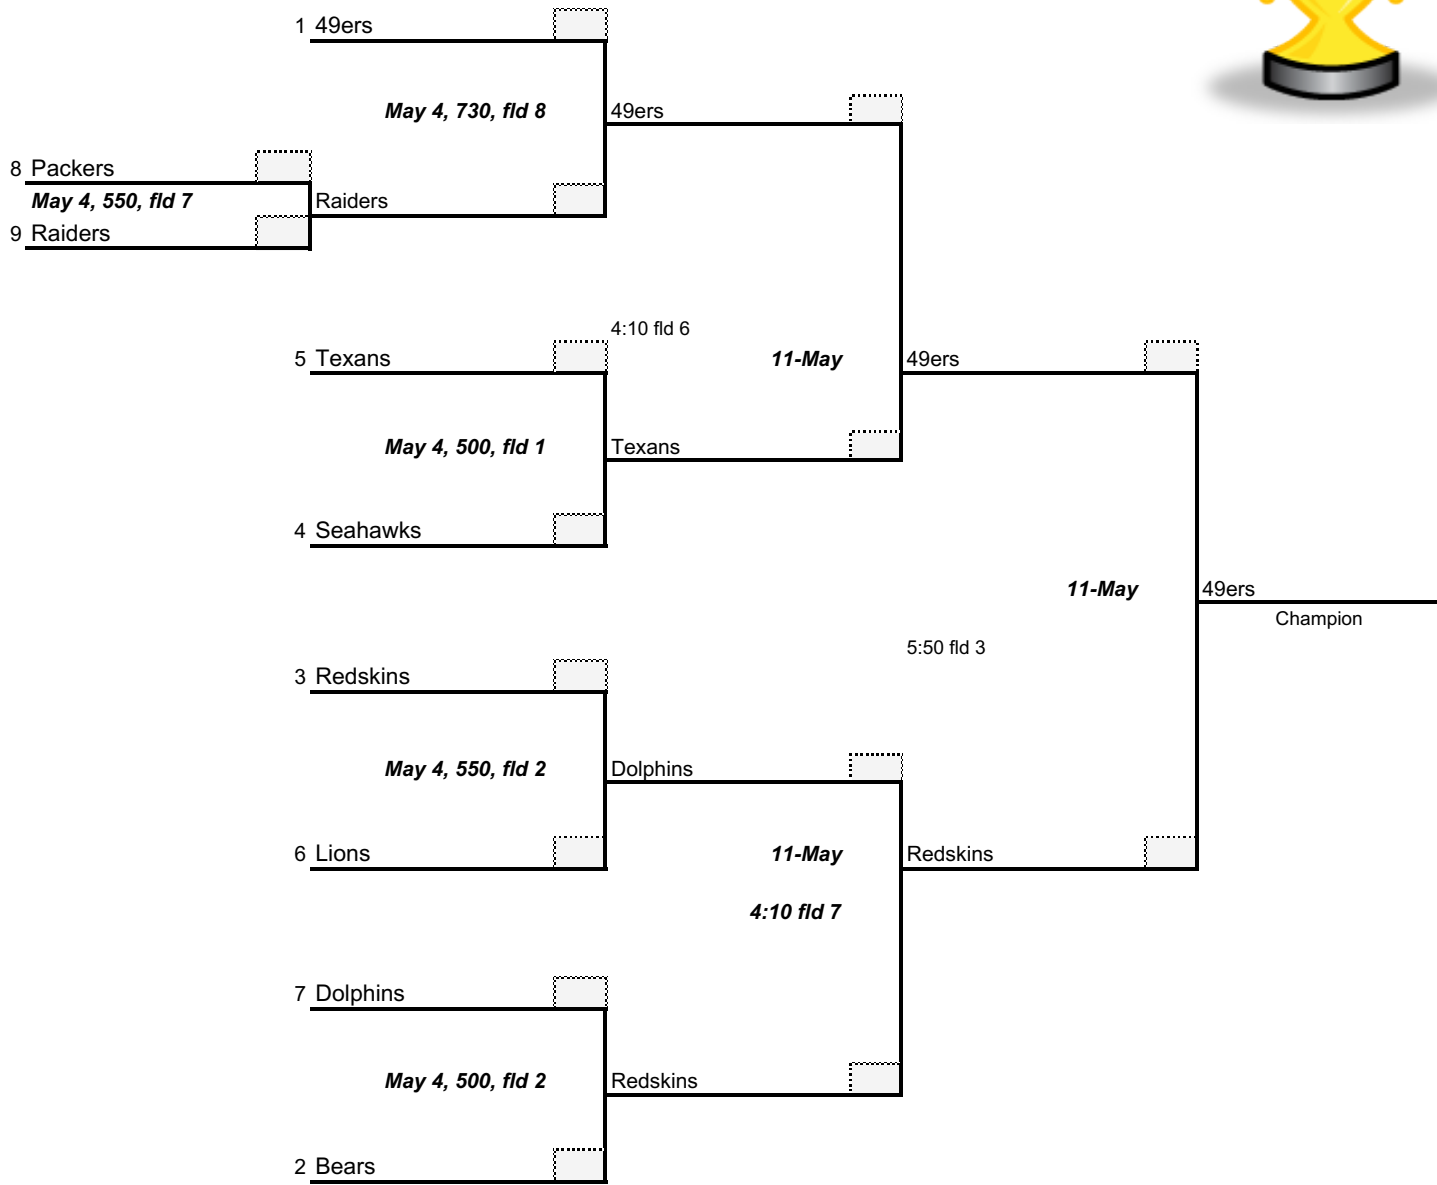 1 49ers
May 4, 730, fld 8
49ers
8 Packers
May 4, 550, fld 7
Raiders
9 Raiders
4:10 fld 6
5 Texans
11-May
49ers
May 4, 500, fld 1
Texans
4 Seahawks
11-May
49ers
Champion
5:50 fld 3
3 Redskins
May 4, 550, fld 2
Dolphins
6 Lions
11-May
Redskins
4:10 fld 7
7 Dolphins
May 4, 500, fld 2
Redskins
2 Bears